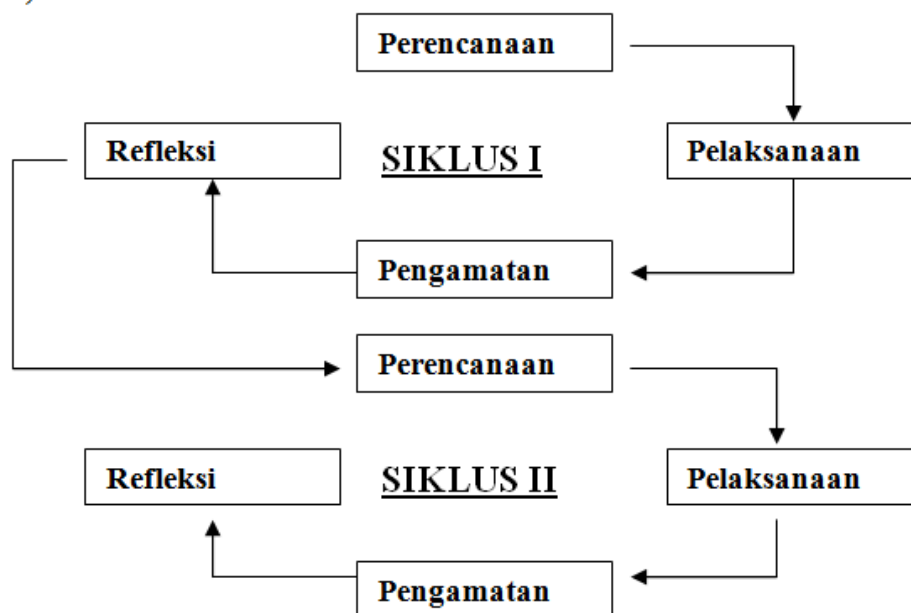 Perencanaan
Refleksi
SIKLUS I
Pelaksanaan
Pengamatan
Perencanaan
Refleksi
SIKLUS II
Pelaksanaan
Pengamatan